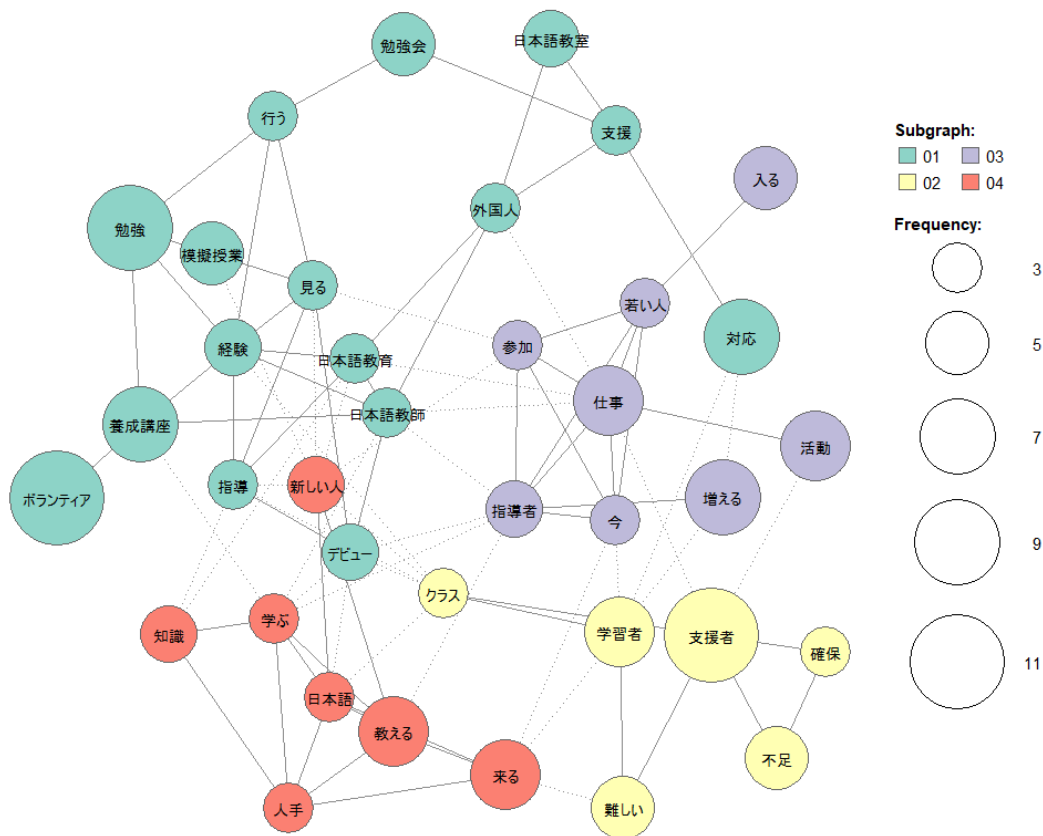 勉強会
日本語教室
行う
支援
入る
外国人
勉強
模擬授業
見る
若い人
対応
経験
日本語教育
参加
仕事
日本語教師
養成講座
活動
ボランティア
指導
新しい人
指導者
今
増える
デビュー
クラス
知識
学ぶ
学習者
支援者
確保
日本語
教える
不足
来る
人手
難しい
Subgraph:
01 03
02 04
Frequency:
3
5
7
9
11